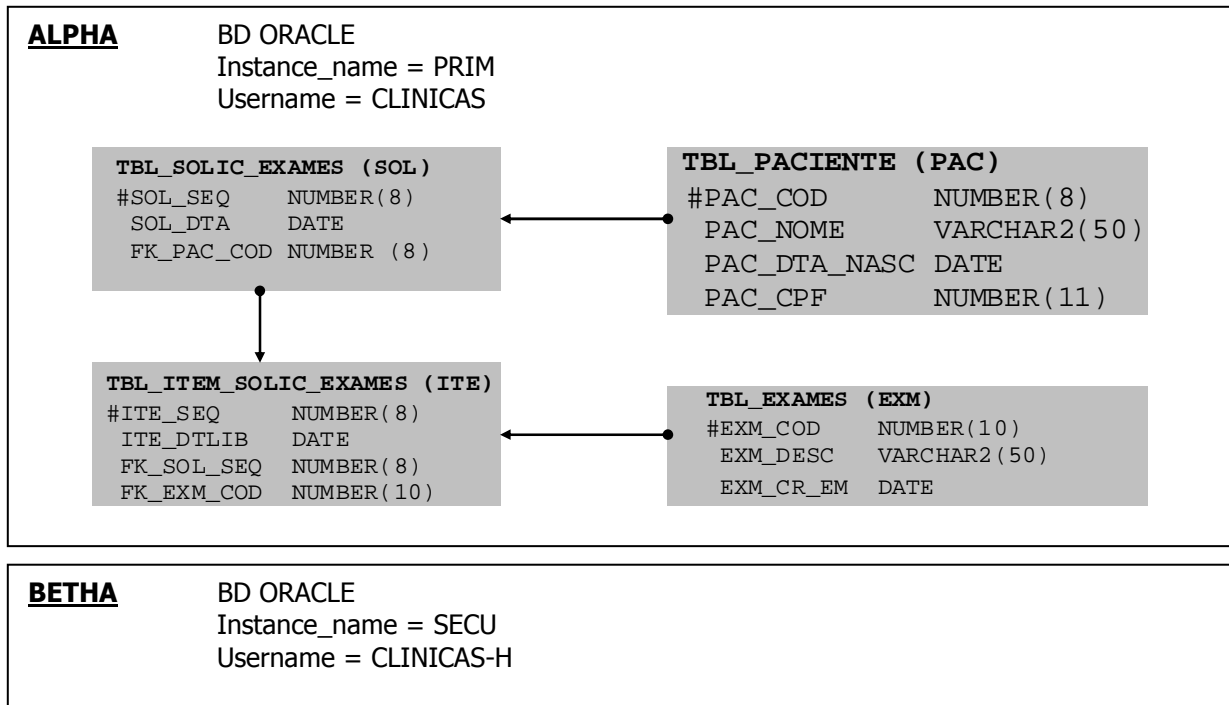 ALPHA BD ORACLE
Instance_name = PRIM
Username = CLINICAS
TBL_SOLIC_EXAMES (SOL)
#SOL_SEQ NUMBER(8)
SOL_DTA DATE
FK_PAC_COD NUMBER (8)
TBL_PACIENTE (PAC)
#PAC_COD NUMBER(8)
PAC_NOME VARCHAR2(50)
PAC_DTA_NASC DATE
PAC_CPF NUMBER(11)
TBL_ITEM_SOLIC_EXAMES (ITE)
#ITE_SEQ NUMBER(8)
ITE_DTLIB DATE
FK_SOL_SEQ NUMBER(8)
FK_EXM_COD NUMBER(10)
TBL_EXAMES (EXM)
#EXM_COD NUMBER(10)
EXM_DESC VARCHAR2(50)
EXM_CR_EM DATE
BETHA BD ORACLE
Instance_name = SECU
Username = CLINICAS-H